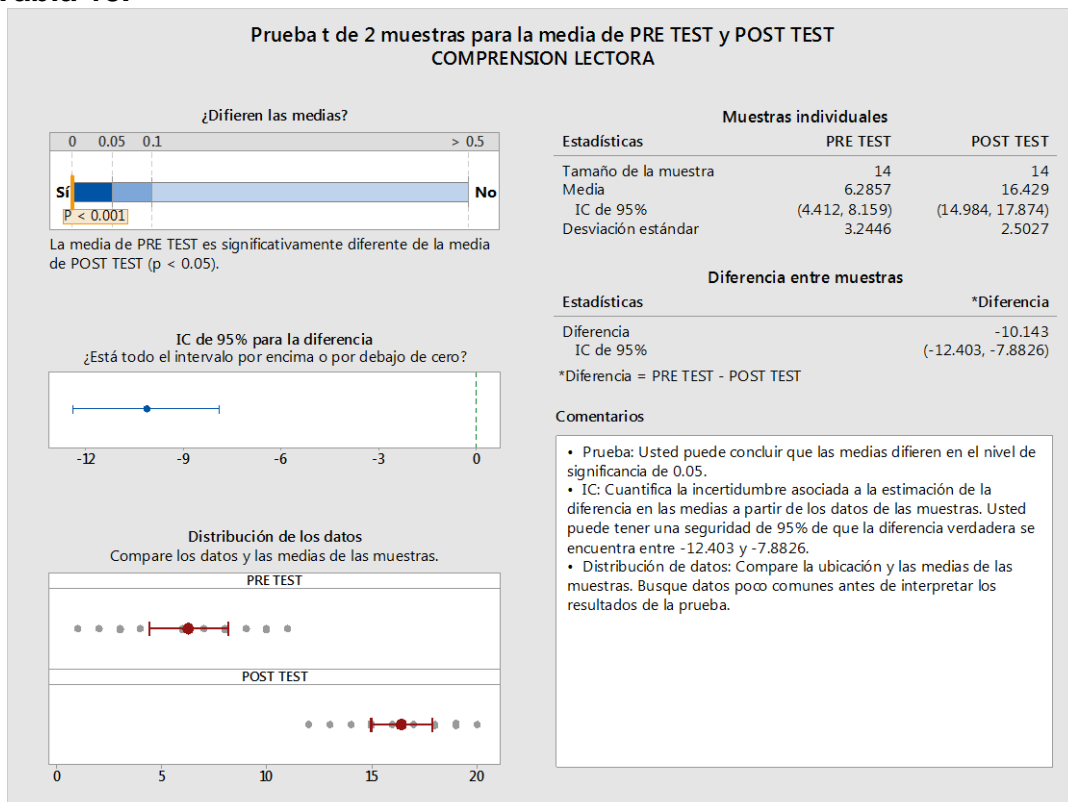 Prueba t de 2 muestras para la media de PRE TEST y POST TEST
COMPRENSION LECTORA
¿Difieren las medias?
0 0.05 0.1 > 0.5
Sí No
P < 0.001
La media de PRE TEST es significativamente diferente de la media
de POST TEST (p < 0.05).
IC de 95% para la diferencia
¿Está todo el intervalo por encima o por debajo de cero?
-12 -9 -6 -3 0
Distribución de los datos
Compare los datos y las medias de las muestras.
PRE TEST
POST TEST
0 5 10 15 20
Muestras individuales
Estadísticas PRE TEST POST TEST
Tamaño de la muestra 14 14
Media 6.2857 16.429
IC de 95% (4.412, 8.159) (14.984, 17.874)
Desviación estándar 3.2446 2.5027
Diferencia entre muestras
Estadísticas *Diferencia
Diferencia -10.143
IC de 95% (-12.403, -7.8826)
*Diferencia = PRE TEST - POST TEST
Comentarios
• Prueba: Usted puede concluir que las medias difieren en el nivel de
significancia de 0.05.
• IC: Cuantifica la incertidumbre asociada a la estimación de la
diferencia en las medias a partir de los datos de las muestras. Usted
puede tener una seguridad de 95% de que la diferencia verdadera se
encuentra entre -12.403 y -7.8826.
• Distribución de datos: Compare la ubicación y las medias de las
muestras. Busque datos poco comunes antes de interpretar los
resultados de la prueba.